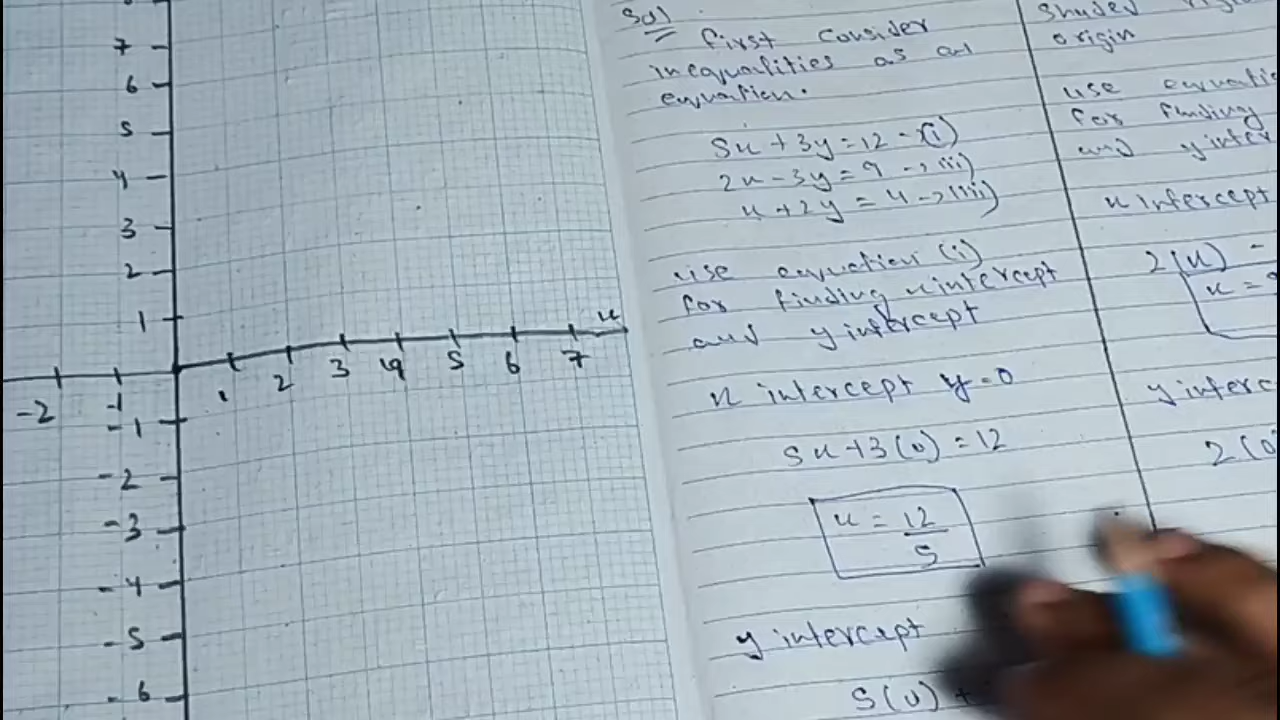 7
6
5
4
3
2
1
x
-2 -1 1 2 3 4 5 6 7
-1
-2
-3
-4
-5
-6
Sol
First consider
inequalities as an
equation.
5x + 3y = 12 - (i)
2x - 3y = 9 -> (ii)
x + 2y = 4 -> (iii)
use equation (i)
for finding x intercept
and y intercept
x intercept y = 0
5x + 3(0) = 12
x = 12
5
y intercept
5(0) +
shaded
origin
use
for finding
and y
x intercept
2(x) -
x =
y
2(0